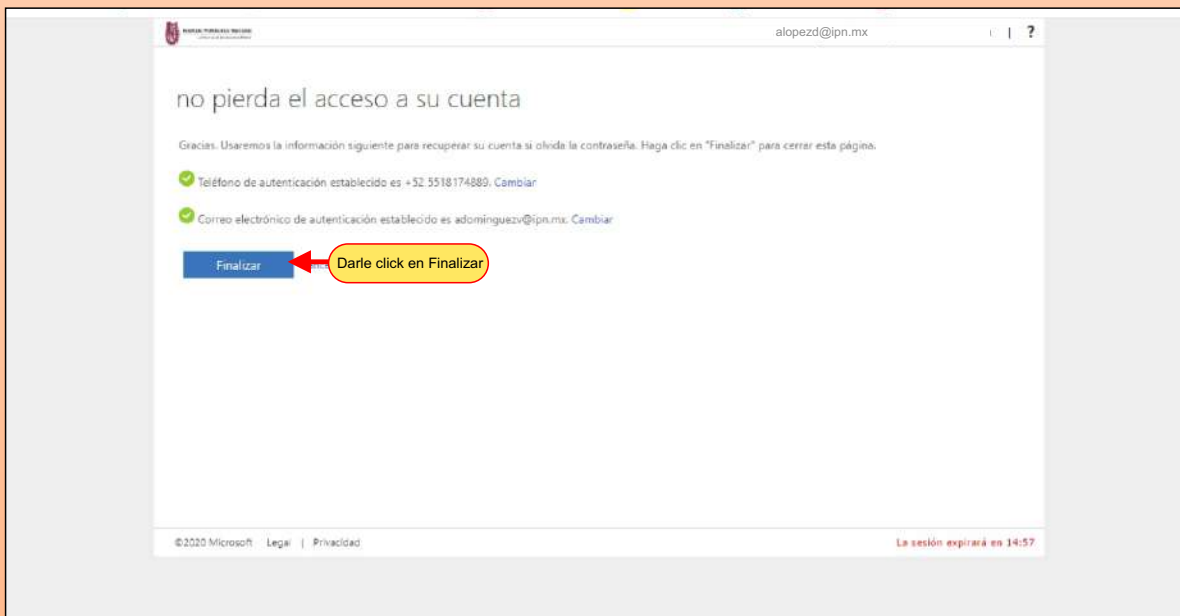 alopezd@ipn.mx | ?
no pierda el acceso a su cuenta
Gracias. Usaremos la información siguiente para recuperar su cuenta si olvida la contraseña. Haga clic en "Finalizar" para cerrar esta página.
Teléfono de autenticación establecido es +52 5518174889. Cambiar
Correo electrónico de autenticación establecido es adominguezv@ipn.mx. Cambiar
Finalizar
Darle click en Finalizar
©2020 Microsoft Legal | Privacidad
La sesión expirará en 14:57